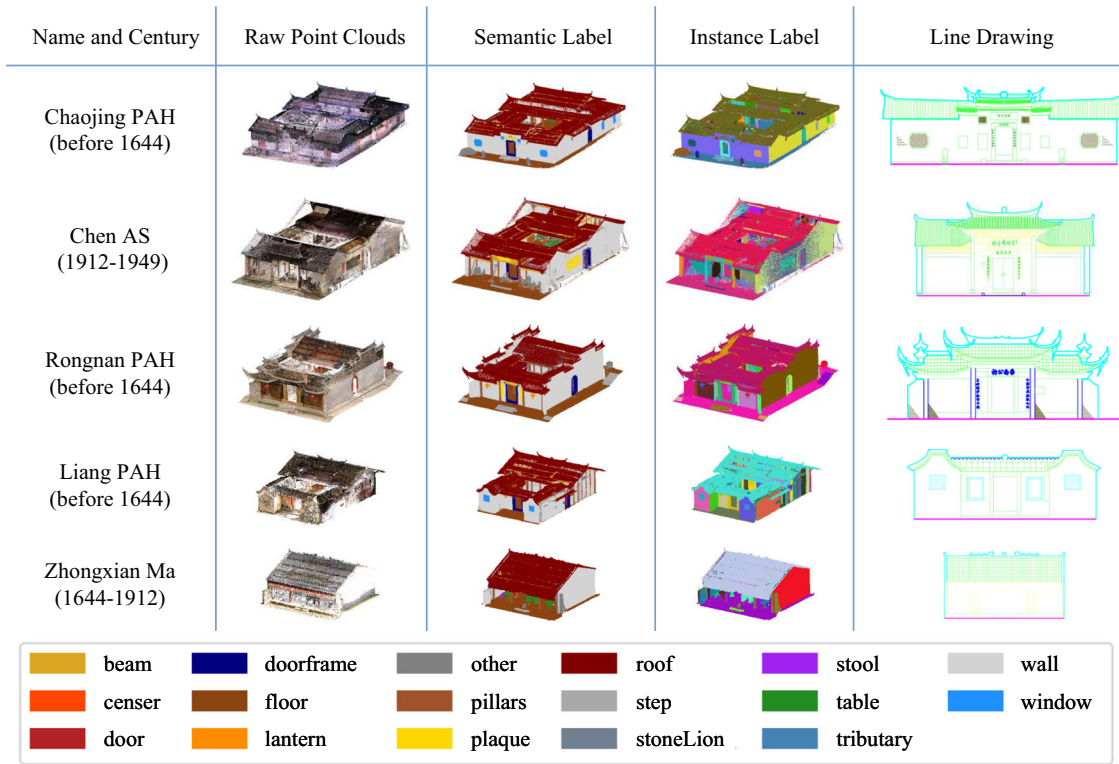 Name and Century Raw Point Clouds Semantic Label Instance Label Line Drawing
Chaojing PAH
(before 1644)
Chen AS
(1912-1949)
Rongnan PAH
(before 1644)
Liang PAH
(before 1644)
Zhongxian Ma
(1644-1912)
beam doorframe other roof stool wall
censer floor pillars step table window
door lantern plaque stoneLion tributary